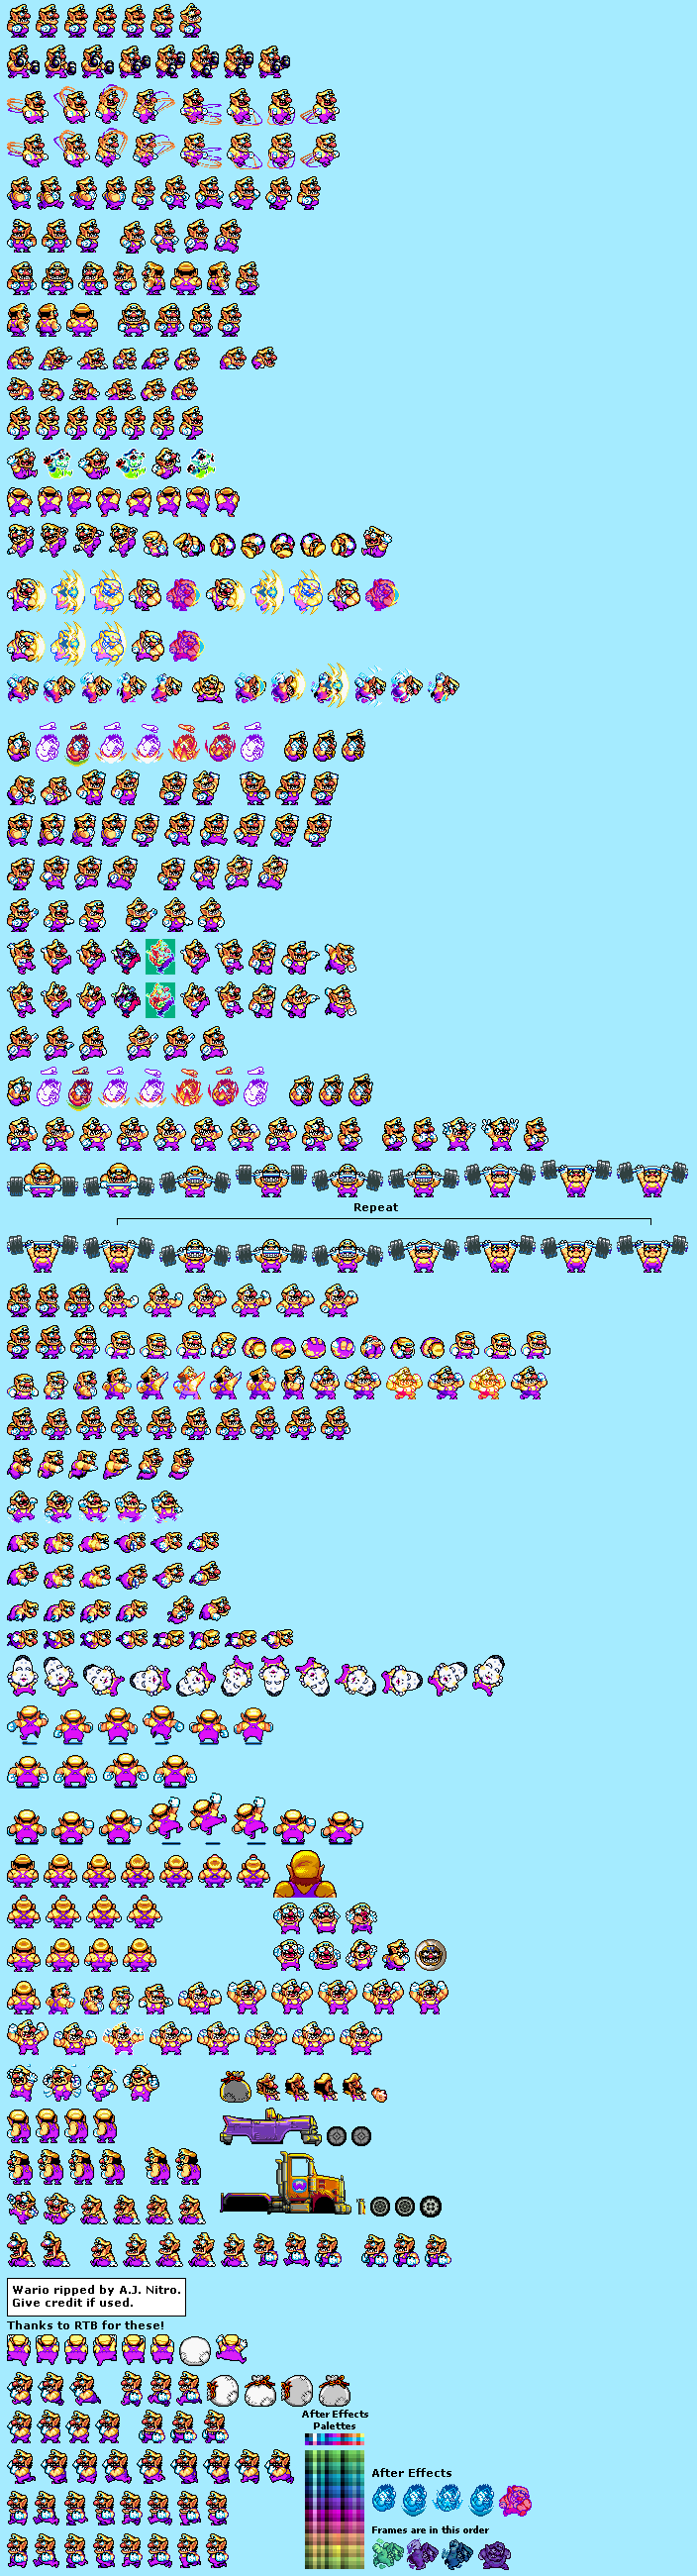 Repeat
Wario ripped by A.J. Nitro.
Give credit if used.
Thanks to RTB for these!
After Effects
Palettes
After Effects
Frames are in this order